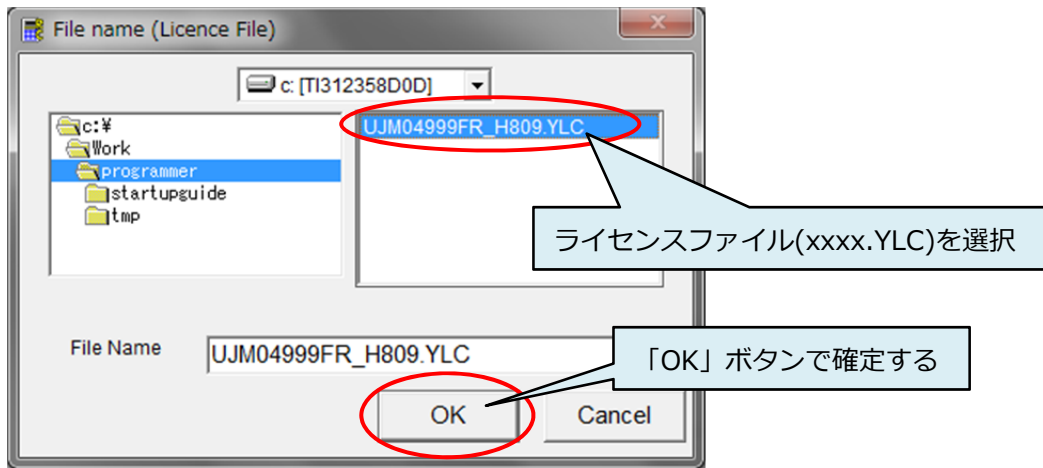 File name (Licence File)
c: [TI312358D0D]
c:¥
Work
programmer
startupguide
tmp
UJM04999FR_H809.YLC
ライセンスファイル(xxxx.YLC)を選択
File Name
UJM04999FR_H809.YLC
「OK」ボタンで確定する
OK
Cancel